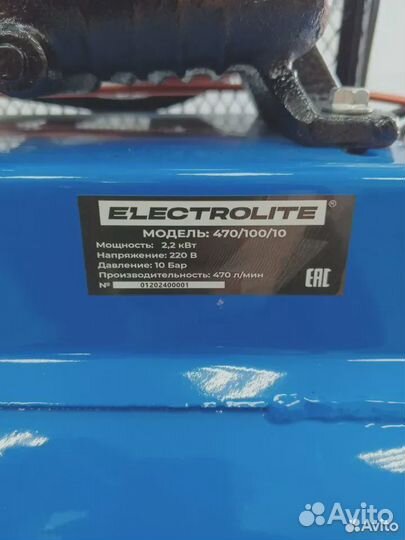 ELECTROLITE®
МОДЕЛЬ: 470/100/10
Мощность: 2,2 кВт
Напряжение: 220 В
Давление: 10 Бар
Производительность: 470 л/мин
№ 01202400001
EAC
Avito
Avito